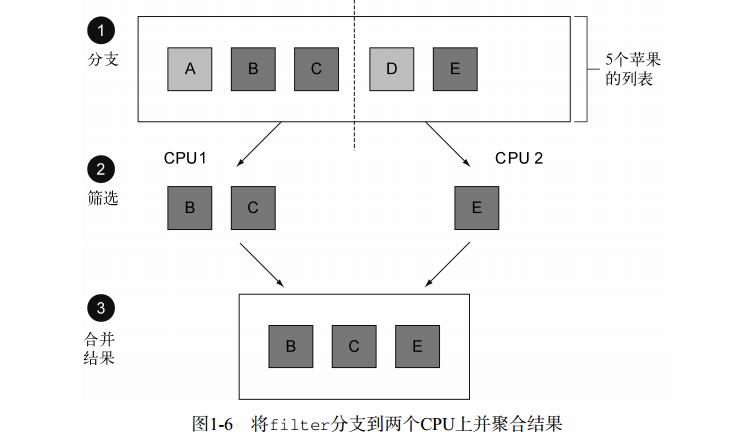 1
分支
A
B
C
D
E
5个苹果
的列表
CPU1
CPU 2
2
筛选
B
C
E
3
合并
结果
B
C
E
图1-6 将filter分支到两个CPU上并聚合结果